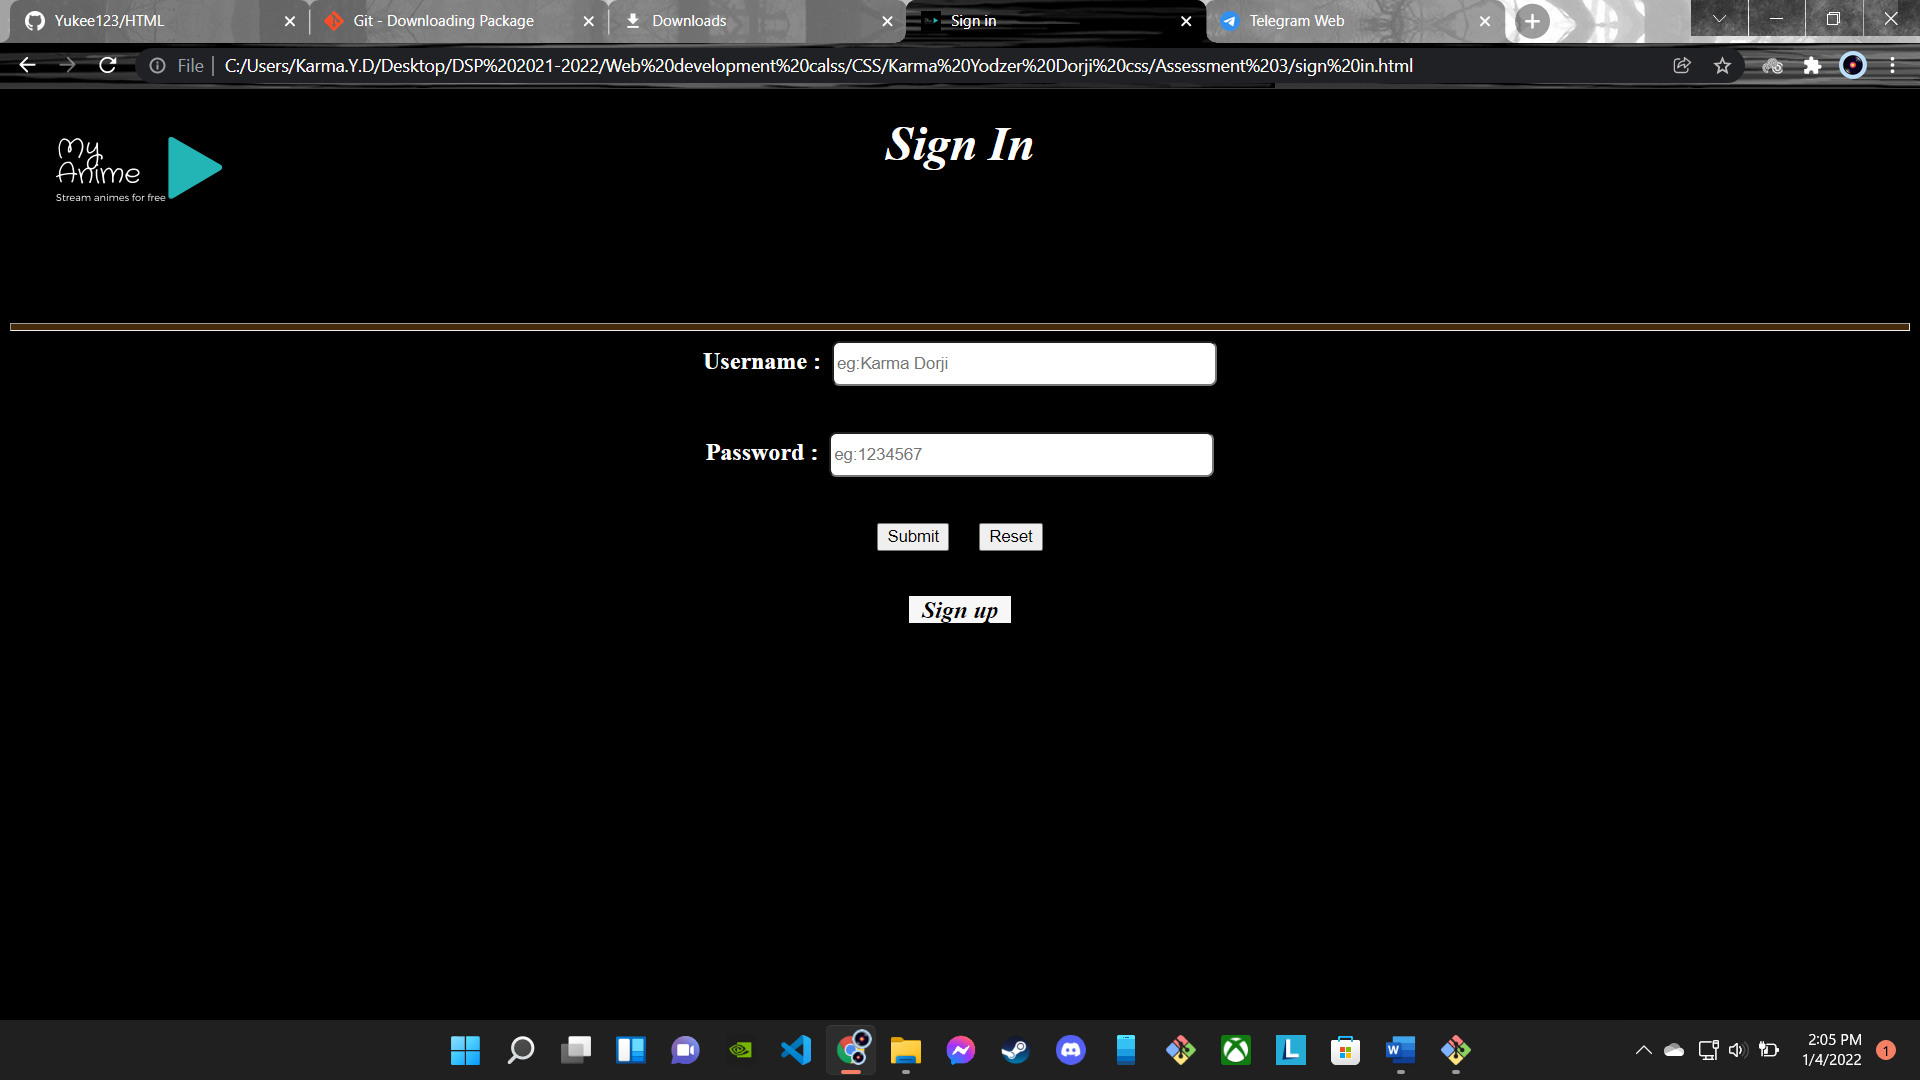 Yukee123/HTML
Git - Downloading Package
Downloads
Sign in
Telegram Web
File
C:/Users/Karma.Y.D/Desktop/DSP%202021-2022/Web%20development%20calss/CSS/Karma%20Yodzer%20Dorji%20css/Assessment%203/sign%20in.html
My
Anime
Stream animes for free
Sign In
Username :
eg:Karma Dorji
Password :
eg:1234567
Submit
Reset
Sign up
L
W
2:05 PM
1/4/2022
1